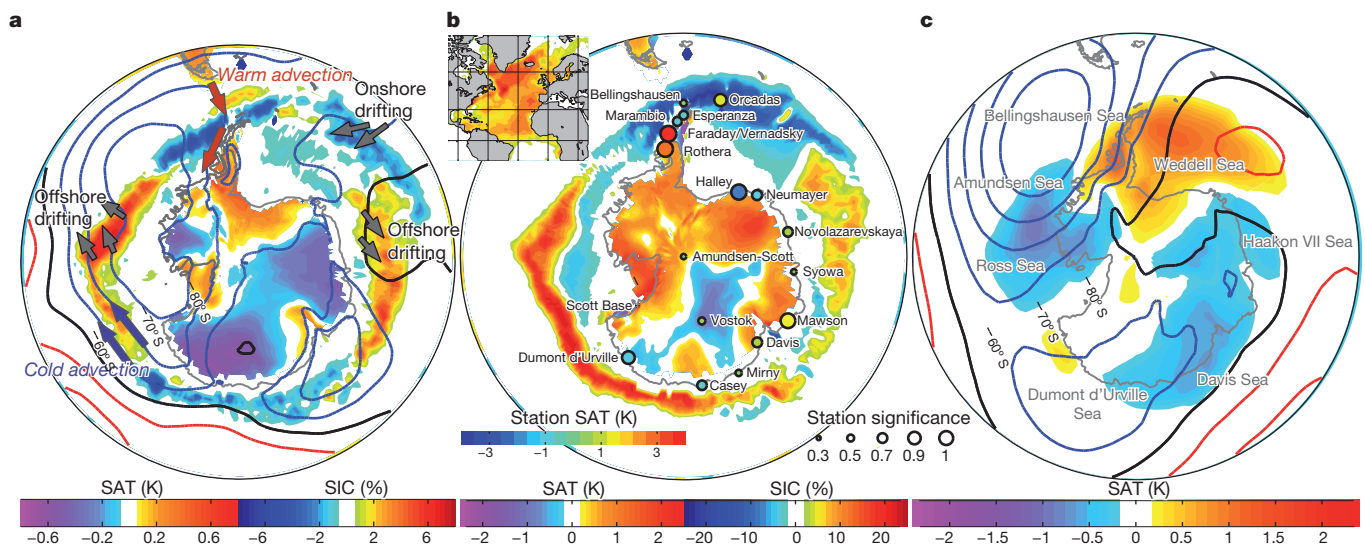 a
Warm advection
Onshore
drifting
Offshore
drifting
Offshore
drifting
−80° S
−70° S
−60° S
Cold advection
SAT (K)
SIC (%)
−0.6 −0.2 0.2 0.6 −6 −2 2 6
b
Bellingshausen
Orcadas
Marambio
Esperanza
Faraday/Vernadsky
Rothera
Halley
Neumayer
Novolazarevskaya
Amundsen-Scott
Syowa
Scott Base
Vostok
Mawson
Dumont d'Urville
Davis
Mirny
Casey
Station SAT (K)
−3 −1 1 3
Station significance
0.3 0.5 0.7 0.9 1
SAT (K)
SIC (%)
−2 −1 0 1 2 −20 −10 0 10 20
c
Bellingshausen Sea
Weddell Sea
Amundsen Sea
Haakon VII Sea
Ross Sea
−80° S
−70° S
−60° S
Davis Sea
Dumont d'Urville
Sea
SAT (K)
−2 −1.5 −1 −0.5 0 0.5 1 1.5 2